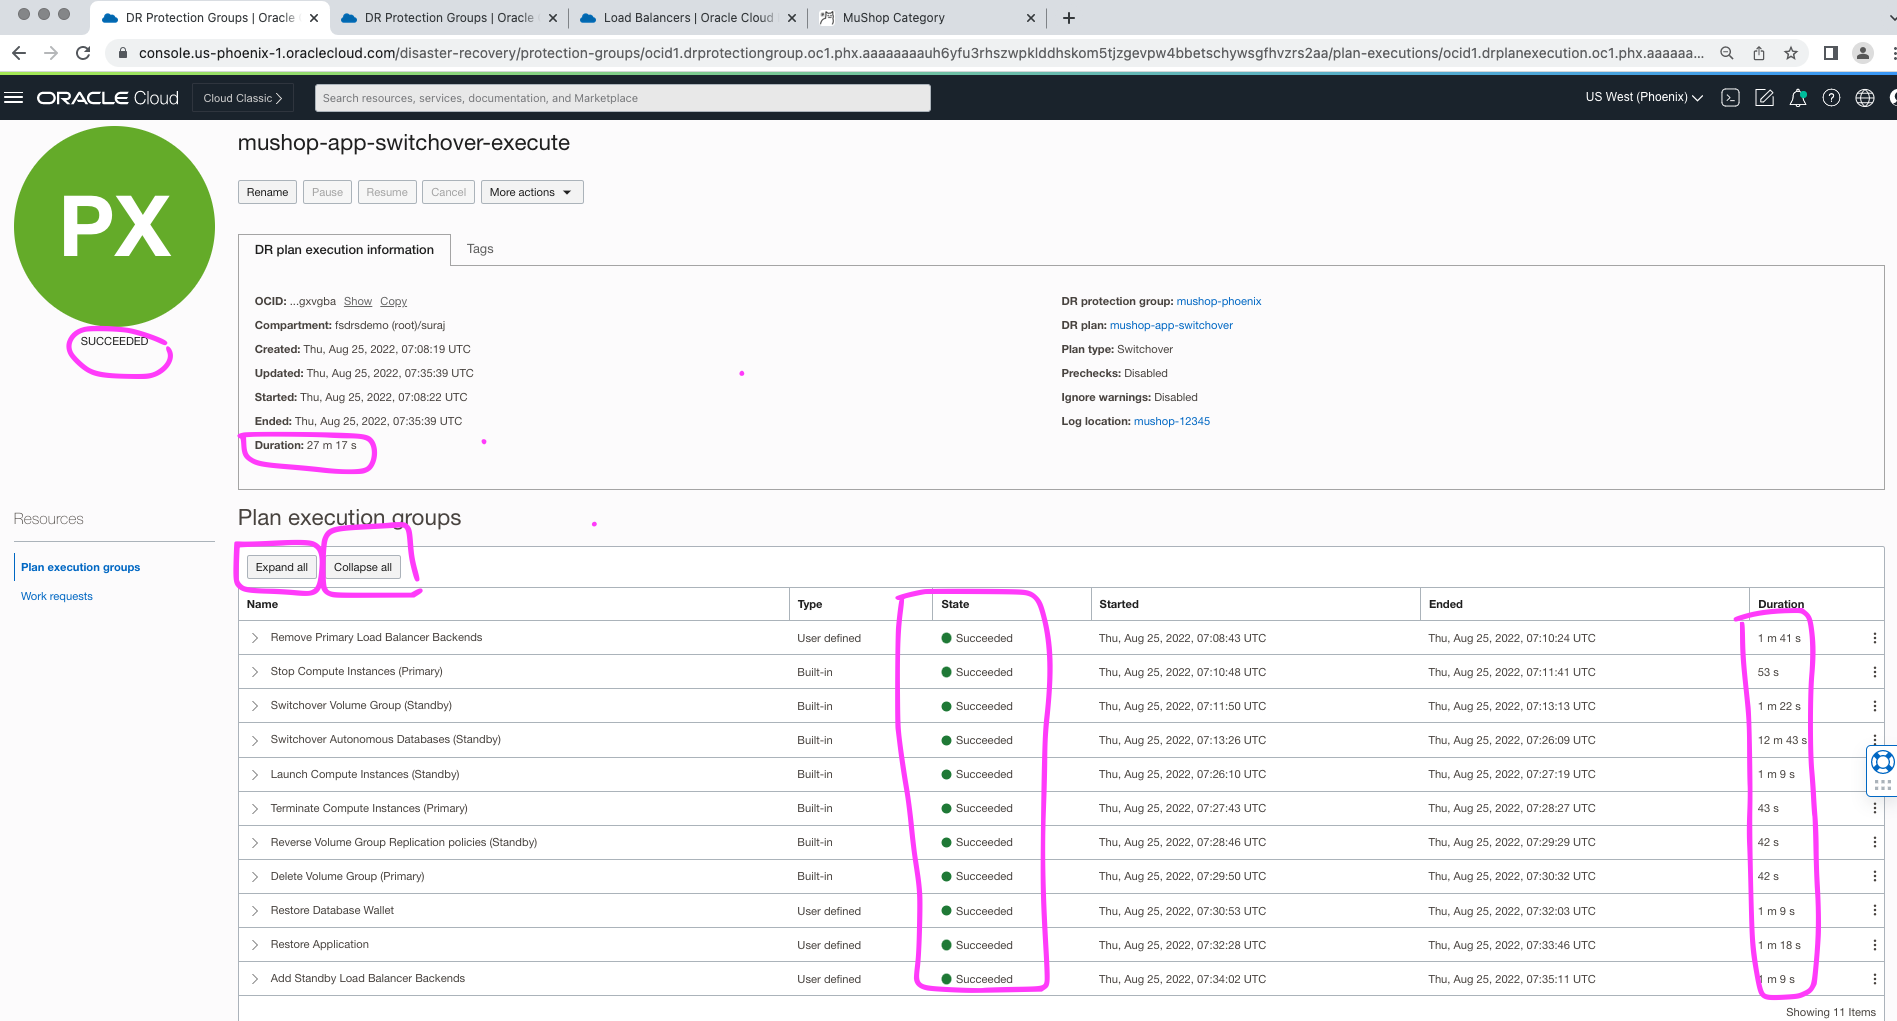 DR Protection Groups | Oracle
DR Protection Groups | Oracle
Load Balancers | Oracle Cloud
MuShop Category
console.us-phoenix-1.oraclecloud.com/disaster-recovery/protection-groups/ocid1.drprotectiongroup.oc1.phx.aaaaaaaauh6yfu3rhszwpklddhskom5tjzgevpw4bbetschywsgfhvzrs2aa/plan-executions/ocid1.drplanexecution.oc1.phx.aaaaaa...
ORACLE Cloud
Cloud Classic
Search resources, services, documentation, and Marketplace
US West (Phoenix)
PX
SUCCEEDED
mushop-app-switchover-execute
Rename Pause Resume Cancel More actions
DR plan execution information Tags
OCID: ...gxvgba Show Copy
Compartment: fsdrsdemo (root)/suraj
Created: Thu, Aug 25, 2022, 07:08:19 UTC
Updated: Thu, Aug 25, 2022, 07:35:39 UTC
Started: Thu, Aug 25, 2022, 07:08:22 UTC
Ended: Thu, Aug 25, 2022, 07:35:39 UTC
Duration: 27 m 17 s
DR protection group: mushop-phoenix
DR plan: mushop-app-switchover
Plan type: Switchover
Prechecks: Disabled
Ignore warnings: Disabled
Log location: mushop-12345
Resources
Plan execution groups
Work requests
Plan execution groups
Expand all Collapse all
Name Type State Started Ended Duration
Remove Primary Load Balancer Backends User defined Succeeded Thu, Aug 25, 2022, 07:08:43 UTC Thu, Aug 25, 2022, 07:10:24 UTC 1 m 41 s
Stop Compute Instances (Primary) Built-in Succeeded Thu, Aug 25, 2022, 07:10:48 UTC Thu, Aug 25, 2022, 07:11:41 UTC 53 s
Switchover Volume Group (Standby) Built-in Succeeded Thu, Aug 25, 2022, 07:11:50 UTC Thu, Aug 25, 2022, 07:13:13 UTC 1 m 22 s
Switchover Autonomous Databases (Standby) Built-in Succeeded Thu, Aug 25, 2022, 07:13:26 UTC Thu, Aug 25, 2022, 07:26:09 UTC 12 m 43 s
Launch Compute Instances (Standby) Built-in Succeeded Thu, Aug 25, 2022, 07:26:10 UTC Thu, Aug 25, 2022, 07:27:19 UTC 1 m 9 s
Terminate Compute Instances (Primary) Built-in Succeeded Thu, Aug 25, 2022, 07:27:43 UTC Thu, Aug 25, 2022, 07:28:27 UTC 43 s
Reverse Volume Group Replication policies (Standby) Built-in Succeeded Thu, Aug 25, 2022, 07:28:46 UTC Thu, Aug 25, 2022, 07:29:29 UTC 42 s
Delete Volume Group (Primary) Built-in Succeeded Thu, Aug 25, 2022, 07:29:50 UTC Thu, Aug 25, 2022, 07:30:32 UTC 42 s
Restore Database Wallet User defined Succeeded Thu, Aug 25, 2022, 07:30:53 UTC Thu, Aug 25, 2022, 07:32:03 UTC 1 m 9 s
Restore Application User defined Succeeded Thu, Aug 25, 2022, 07:32:28 UTC Thu, Aug 25, 2022, 07:33:46 UTC 1 m 18 s
Add Standby Load Balancer Backends User defined Succeeded Thu, Aug 25, 2022, 07:34:02 UTC Thu, Aug 25, 2022, 07:35:11 UTC 1 m 9 s
Showing 11 Items